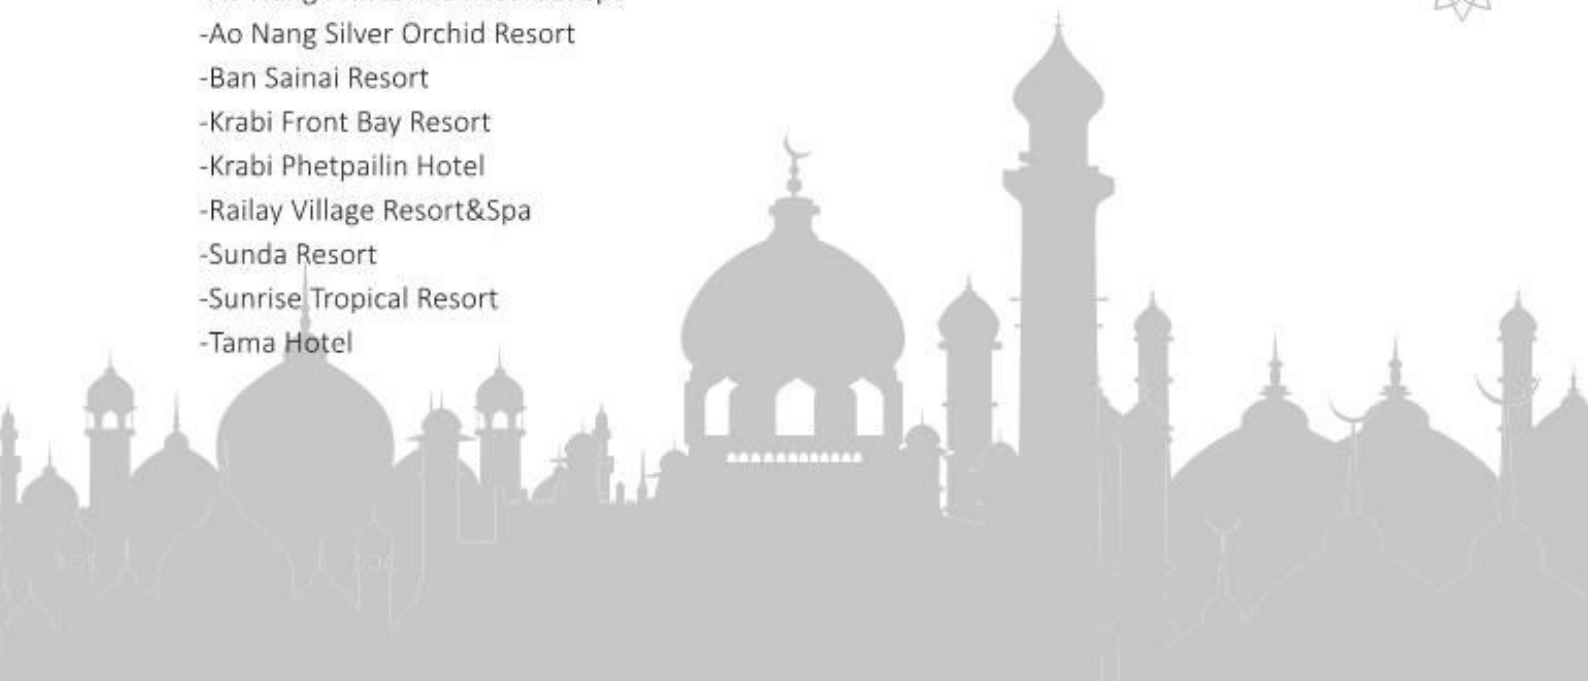 -Ao Nang Silver Orchid Resort
-Ban Sainai Resort
-Krabi Front Bay Resort
-Krabi Phetpailin Hotel
-Railay Village Resort&Spa
-Sunda Resort
-Sunrise Tropical Resort
-Tama Hotel